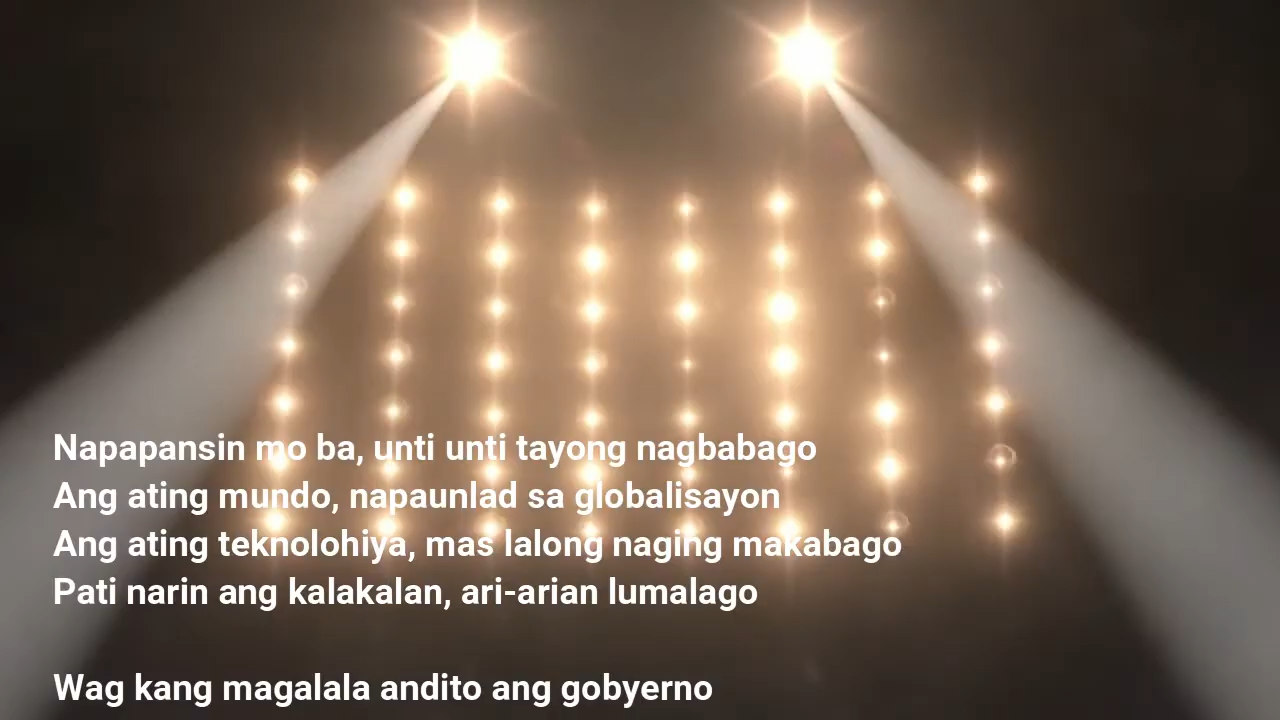 Napapansin mo ba, unti unti tayong nagbabago
Ang ating mundo, napaunlad sa globalisayon
Ang ating teknolohiya, mas lalong naging makabago
Pati narin ang kalakalan, ari-arian lumalago
Wag kang magalala andito ang gobyerno